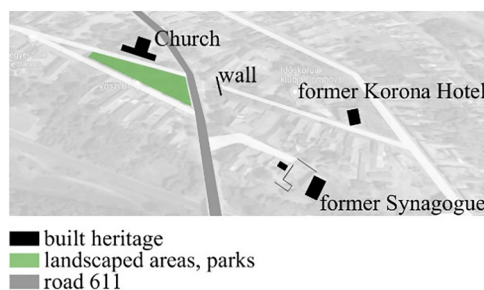 Church
wall
former Korona Hotel
former Synagogue
built heritage
landscaped areas, parks
road 611